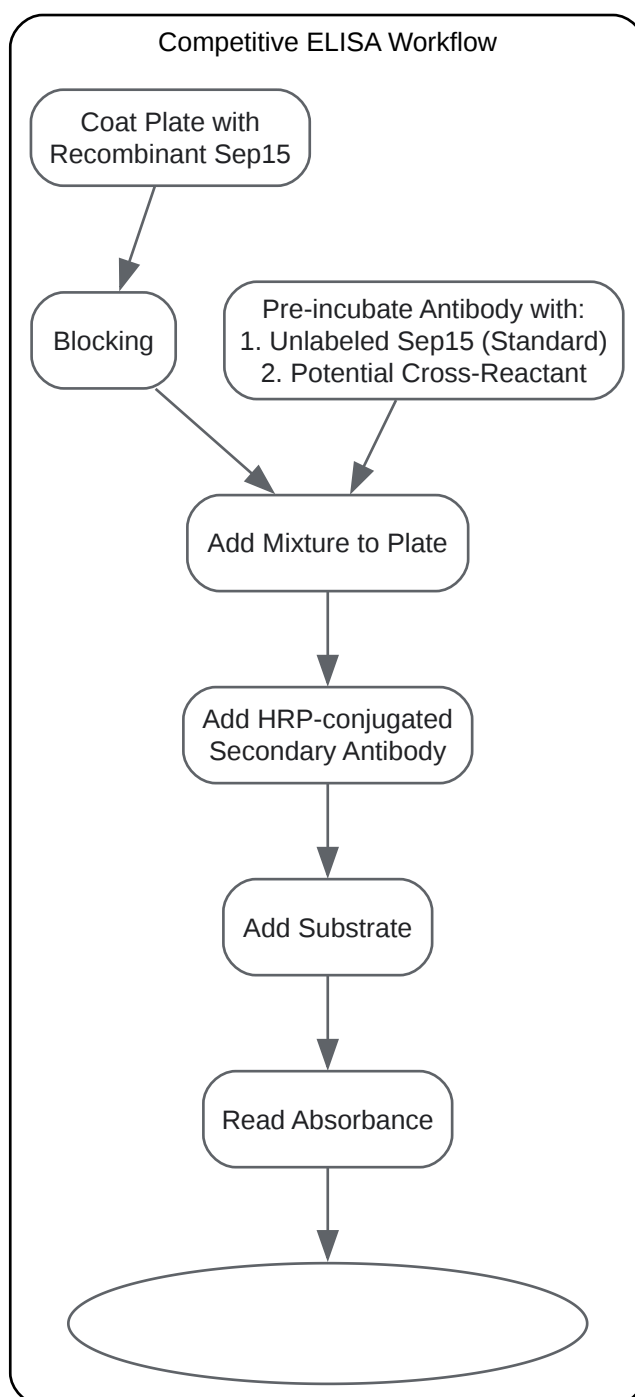 Competitive ELISA Workflow
Coat Plate with
Recombinant Sep15
Blocking
Pre-incubate Antibody with:
1. Unlabeled Sep15 (Standard)
2. Potential Cross-Reactant
Add Mixture to Plate
Add HRP-conjugated
Secondary Antibody
Add Substrate
Read Absorbance